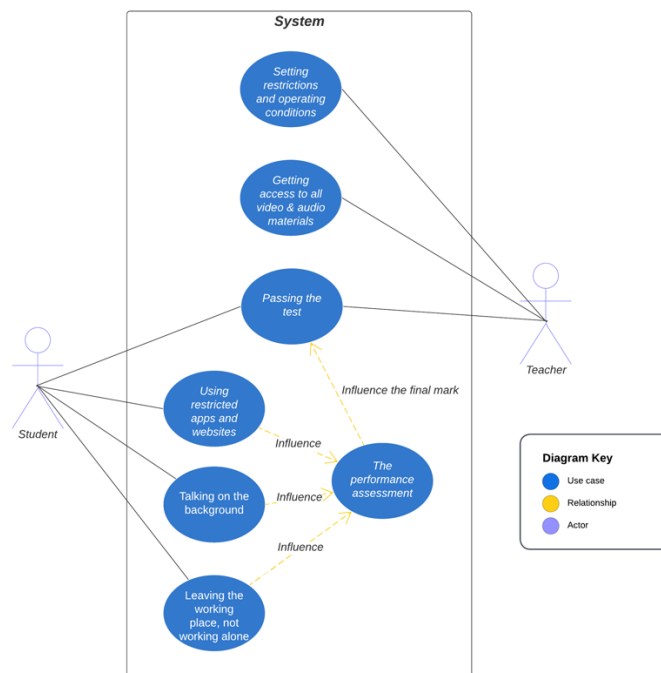 System
Setting
restrictions
and operating
conditions
Getting
access to all
video & audio
materials
Passing the
test
Teacher
Influence the final mark
Student
Using
restricted
apps and
websites
Influence
The
performance
assessment
Talking on the
background
Influence
Influence
Leaving the
working
place, not
working alone
Diagram Key
Use case
Relationship
Actor